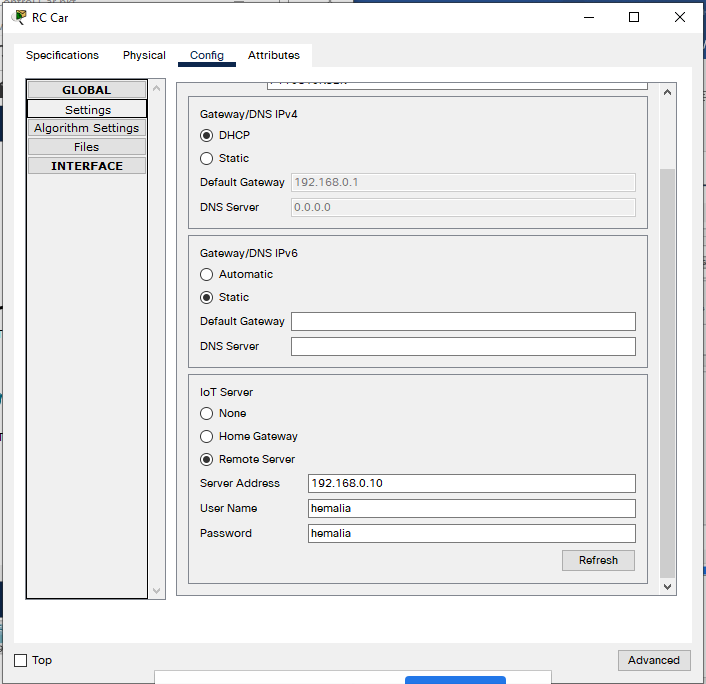 RC Car
Specifications Physical Config Attributes
GLOBAL
Settings
Algorithm Settings
Files
INTERFACE
Gateway/DNS IPv4
DHCP
Static
Default Gateway 192.168.0.1
DNS Server 0.0.0.0
Gateway/DNS IPv6
Automatic
Static
Default Gateway
DNS Server
IoT Server
None
Home Gateway
Remote Server
Server Address 192.168.0.10
User Name hemalia
Password hemalia
Refresh
Top
Advanced